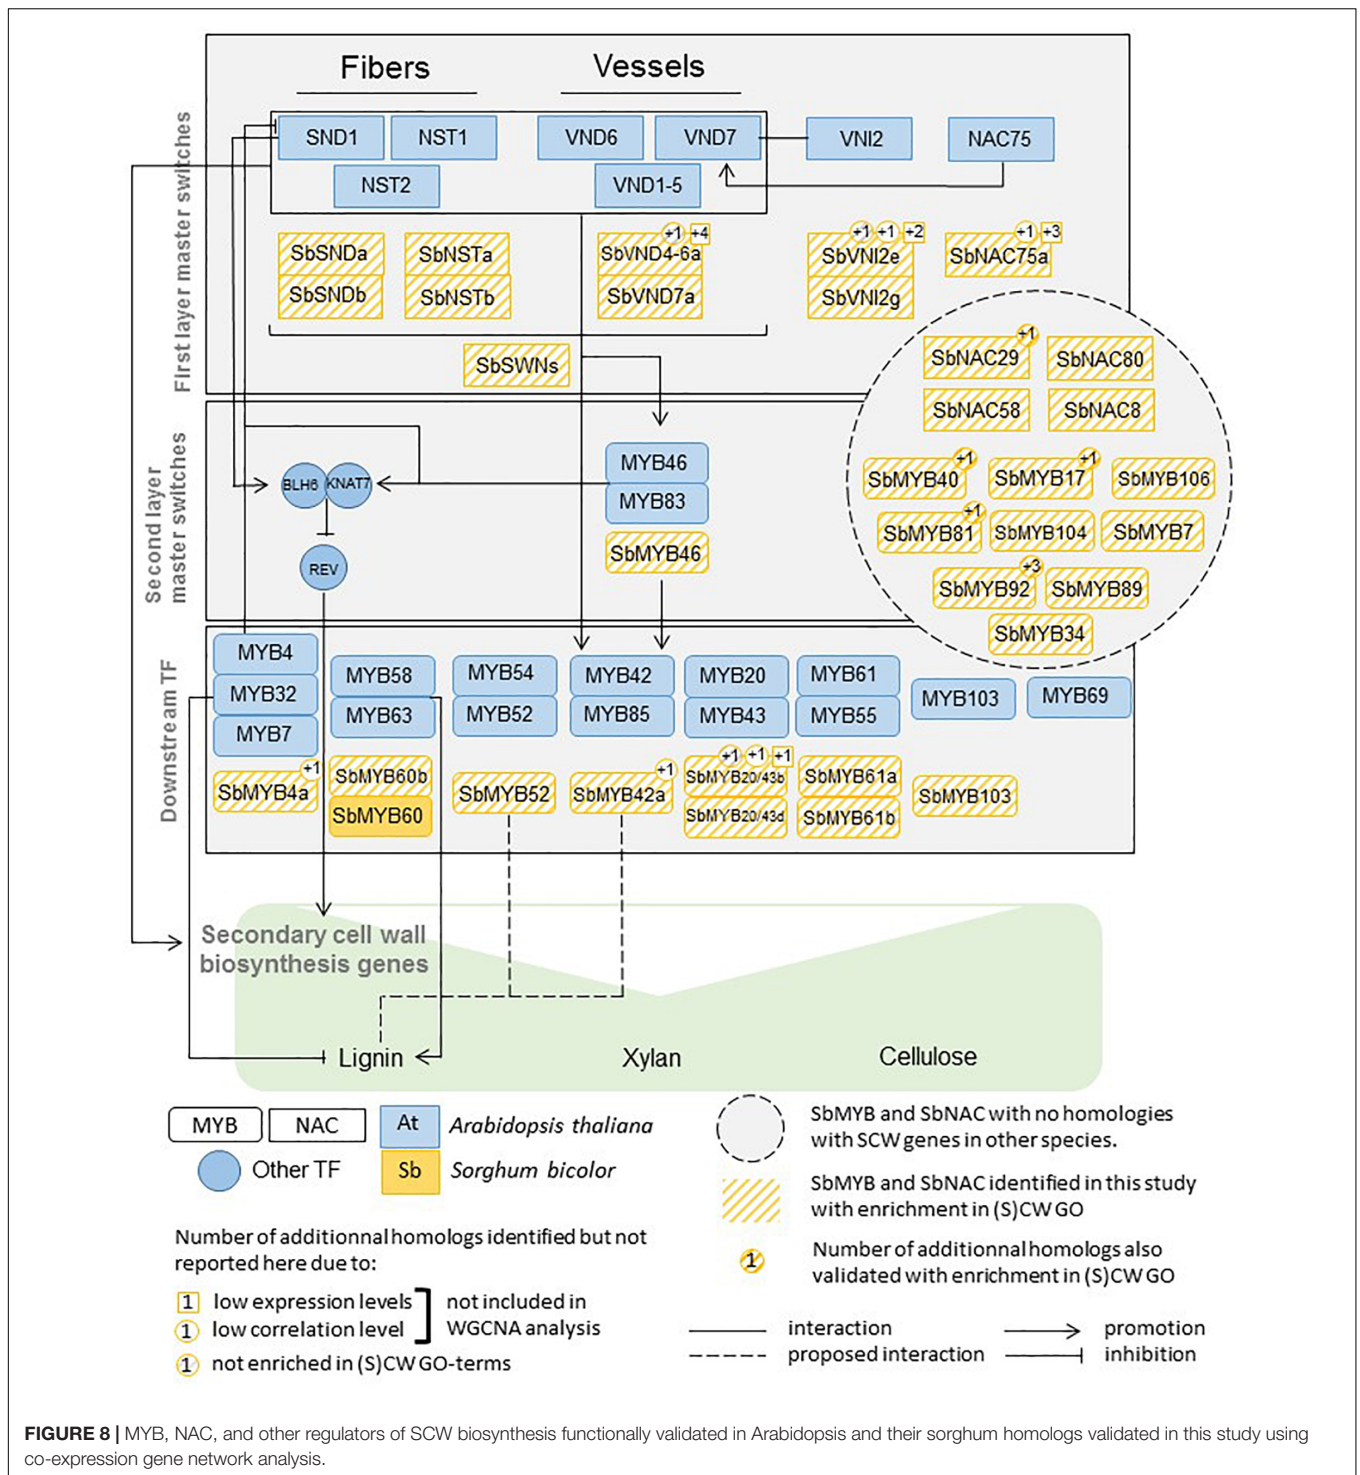 Fibers
Vessels
First layer master switches
SND1
NST1
VND6
VND7
VNI2
NAC75
NST2
VND1-5
+1
+4
+1
+1
+2
+1
+3
SbSNDa
SbNSTa
SbVND4-6a
SbVNI2e
SbNAC75a
SbSNDb
SbNSTb
SbVND7a
SbVNI2g
SbSWNs
+1
SbNAC29
SbNAC80
SbNAC58
SbNAC8
+1
+1
SbMYB40
SbMYB17
SbMYB106
+1
SbMYB81
SbMYB104
SbMYB7
+3
SbMYB92
SbMYB89
SbMYB34
Second layer
master switches
MYB46
BLH6
KNAT7
MYB83
SbMYB46
REV
Downstream TF
MYB4
MYB32
MYB7
MYB58
MYB63
MYB54
MYB52
MYB42
MYB85
MYB20
MYB43
MYB61
MYB55
MYB103
MYB69
+1
SbMYB4a
SbMYB60b
SbMYB60
SbMYB52
+1
SbMYB42a
+1
+1
+1
SbMYB20/43b
SbMYB20/43d
SbMYB61a
SbMYB61b
SbMYB103
Secondary cell wall
biosynthesis genes
Lignin
Xylan
Cellulose
MYB
NAC
At
Arabidopsis thaliana
Other TF
Sb
Sorghum bicolor
Number of additionnal homologs identified but not
reported here due to:
1 low expression levels
1 low correlation level
not included in
WGCNA analysis
1 not enriched in (S)CW GO-terms
SbMYB and SbNAC with no homologies
with SCW genes in other species.
SbMYB and SbNAC identified in this study
with enrichment in (S)CW GO
1
Number of additionnal homologs also
validated with enrichment in (S)CW GO
interaction
promotion
proposed interaction
inhibition
FIGURE 8 | MYB, NAC, and other regulators of SCW biosynthesis functionally validated in Arabidopsis and their sorghum homologs validated in this study using
co-expression gene network analysis.